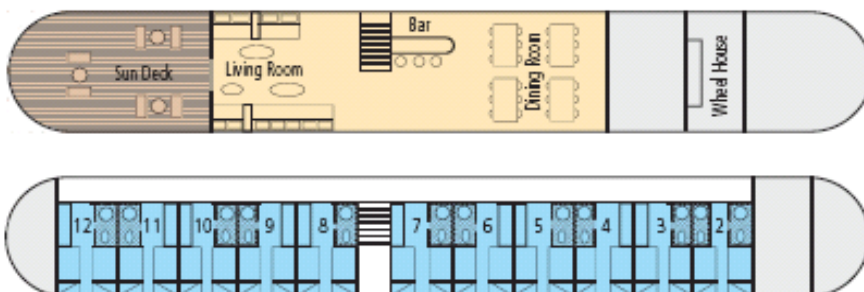 Sun Deck
Living Room
Bar
Dining Room
Wheel House
12
11
10
9
8
7
6
5
4
3
2